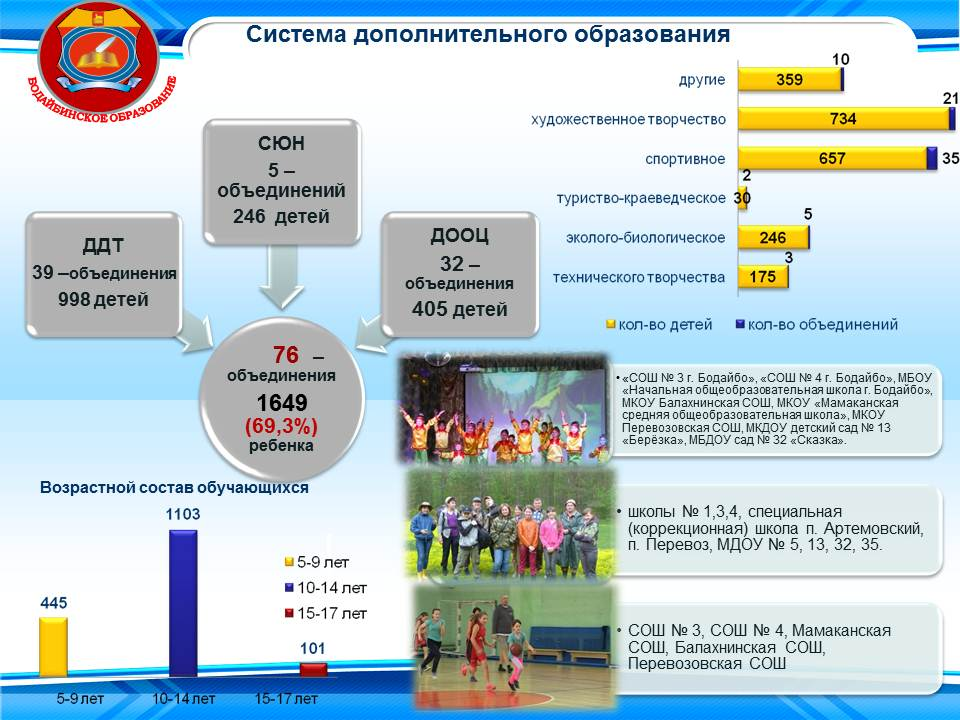 Система дополнительного образования
БОДАЙБИНСКОЕ ОБРАЗОВАНИЕ
СЮН
5 –
объединений
246 детей
ДДТ
39 –объединения
998 детей
ДООЦ
32 –
объединения
405 детей
76 –
объединения
1649
(69,3%)
ребенка
другие
359
10
художественное творчество
734
21
спортивное
657
35
туриство-краеведческое
30
2
эколого-биологическое
246
5
технического творчества
175
3
кол-во детей
кол-во объединений
• «СОШ № 3 г. Бодайбо», «СОШ № 4 г. Бодайбо», МБОУ
«Начальная общеобразовательная школа г. Бодайбо»,
МКОУ Балахнинская СОШ, МКОУ «Мамаканская
средняя общеобразовательная школа», МКОУ
Перевозовская СОШ, МКДОУ детский сад № 13
«Берёзка», МБДОУ сад № 32 «Сказка».
• школы № 1,3,4, специальная
(коррекционная) школа п. Артемовский,
п. Перевоз, МДОУ № 5, 13, 32, 35.
• СОШ № 3, СОШ № 4, Мамаканская
СОШ, Балахнинская СОШ,
Перевозовская СОШ
Возрастной состав обучающихся
445
1103
101
5-9 лет
10-14 лет
15-17 лет
5-9 лет
10-14 лет
15-17 лет